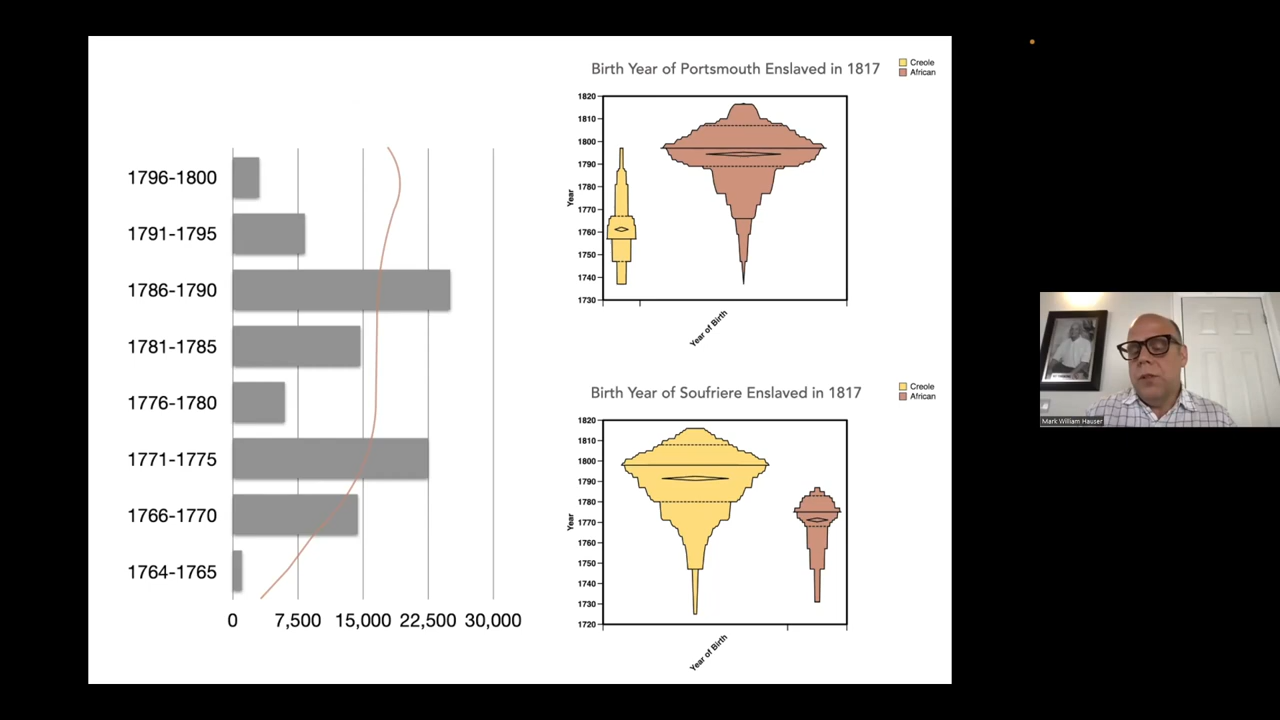 1796-1800
1791-1795
1786-1790
1781-1785
1776-1780
1771-1775
1766-1770
1764-1765
0 7,500 15,000 22,500 30,000
Birth Year of Portsmouth Enslaved in 1817
Creole
African
1820
1810
1800
1790
1780
1770
1760
1750
1740
1730
Year
Year of Birth
Birth Year of Soufriere Enslaved in 1817
Creole
African
1820
1810
1800
1790
1780
1770
1760
1750
1740
1730
1720
Year
Year of Birth
Mark William Hauser